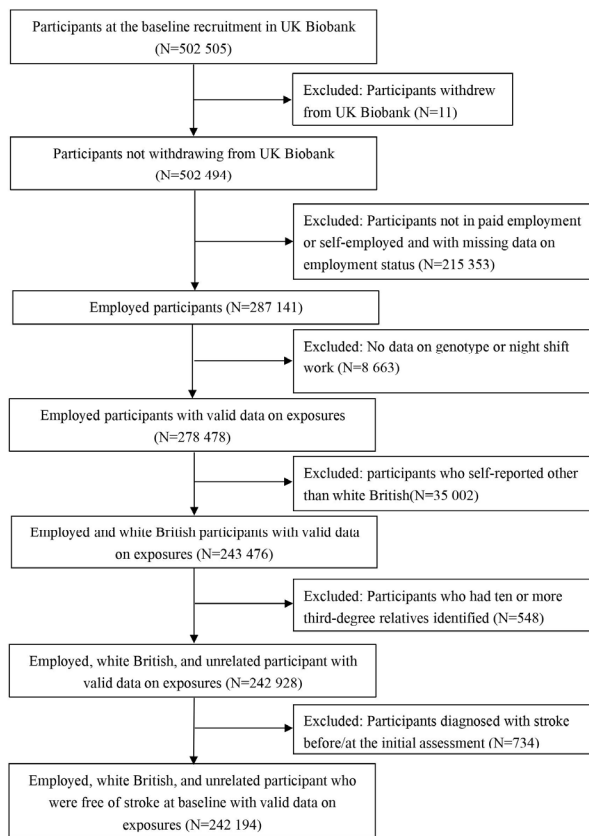 Participants at the baseline recruitment in UK Biobank
(N=502 505)
Excluded: Participants withdrew
from UK Biobank (N=11)
Participants not withdrawing from UK Biobank
(N=502 494)
Excluded: Participants not in paid employment
or self-employed and with missing data on
employment status (N=215 353)
Employed participants (N=287 141)
Excluded: No data on genotype or night shift
work (N=8 663)
Employed participants with valid data on exposures
(N=278 478)
Excluded: participants who self-reported other
than white British(N=35 002)
Employed and white British participants with valid data
on exposures (N=243 476)
Excluded: Participants who had ten or more
third-degree relatives identified (N=548)
Employed, white British, and unrelated participant with
valid data on exposures (N=242 928)
Excluded: Participants diagnosed with stroke
before/at the initial assessment (N=734)
Employed, white British, and unrelated participant who
were free of stroke at baseline with valid data on
exposures (N=242 194)